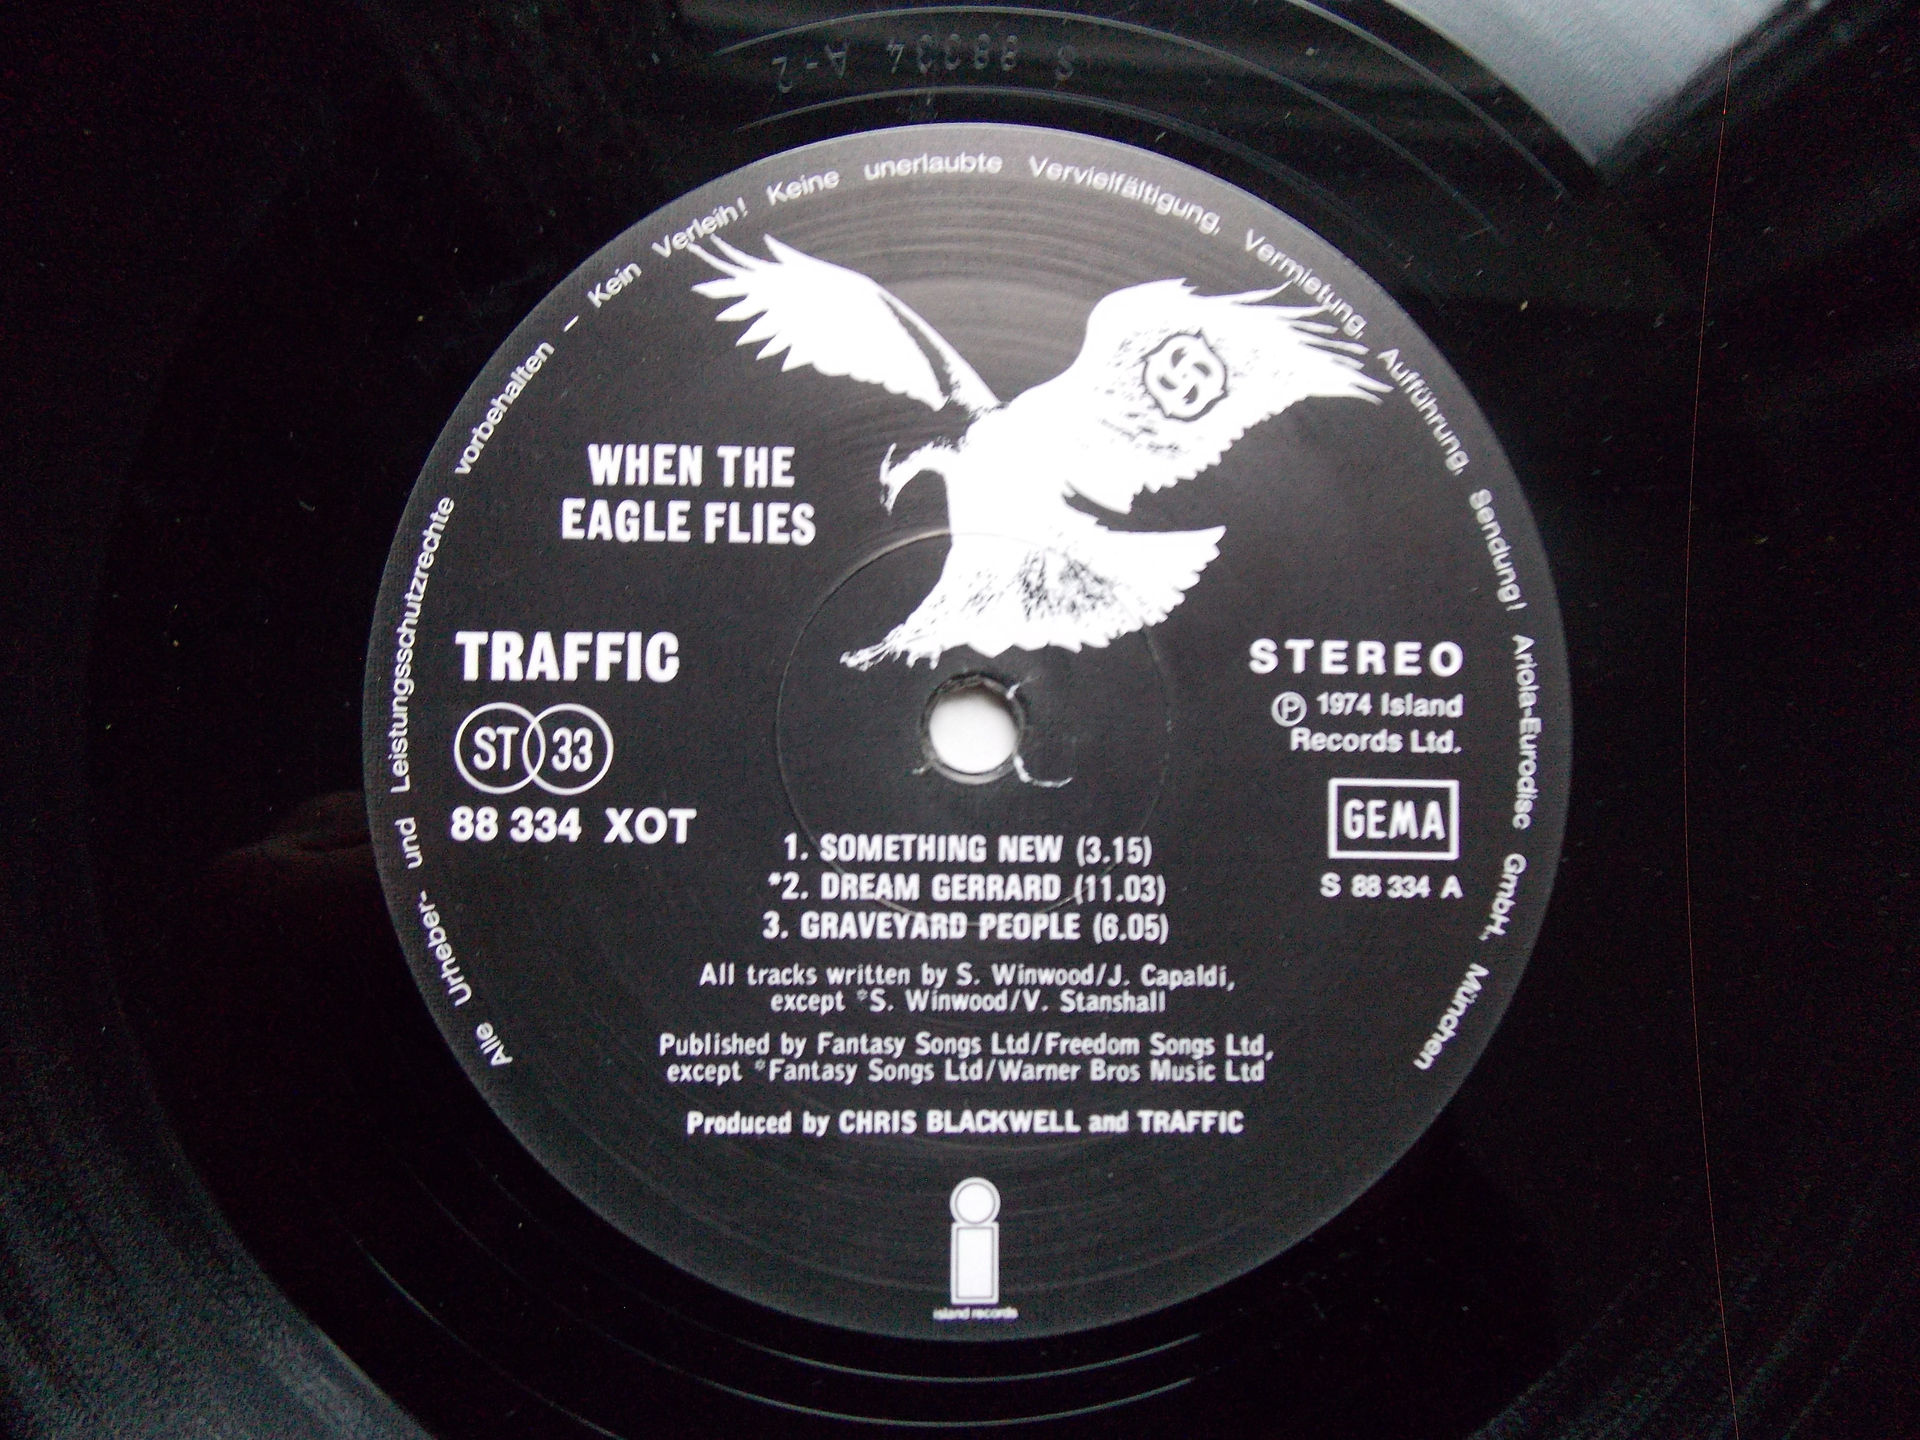 S 88334 A-2
Alle Urheber- und Leistungsschutzrechte vorbehalten – Kein Verleih! Keine unerlaubte Vervielfältigung, Vermietung, Aufführung, Sendung! Ariola-Eurodisc GmbH., München
WHEN THE
EAGLE FLIES
TRAFFIC
ST 33
88 334 XOT
STEREO
℗ 1974 Island
Records Ltd.
GEMA
S 88 334 A
1. SOMETHING NEW (3.15)
*2. DREAM GERRARD (11.03)
3. GRAVEYARD PEOPLE (6.05)
All tracks written by S. Winwood/J. Capaldi,
except *S. Winwood/V. Stanshall
Published by Fantasy Songs Ltd/Freedom Songs Ltd,
except *Fantasy Songs Ltd/Warner Bros Music Ltd
Produced by CHRIS BLACKWELL and TRAFFIC
i
island records